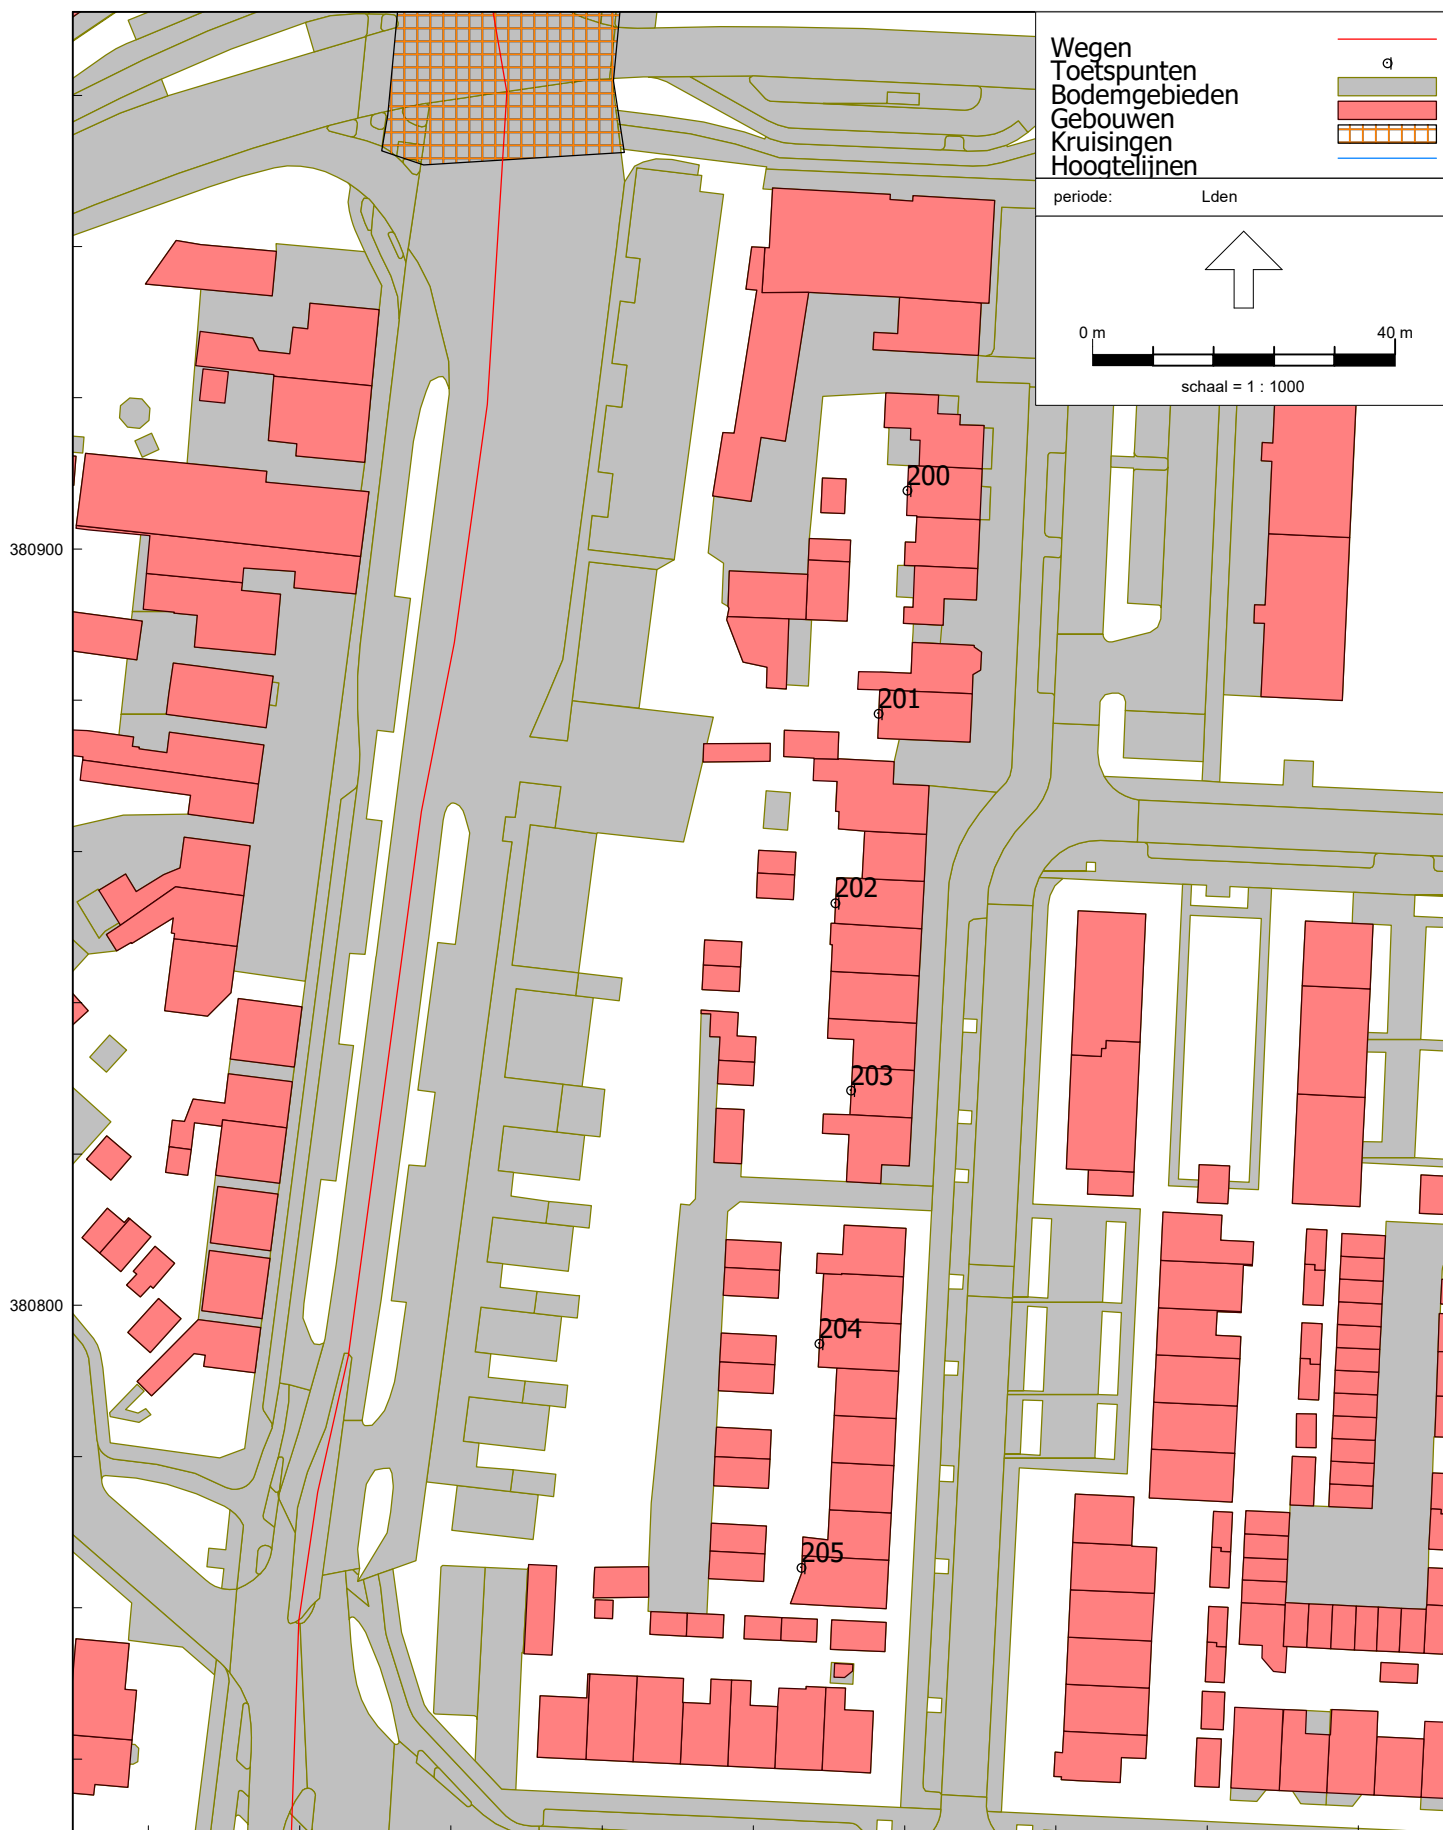 Wegen
Toetspunten
Bodemgebieden
Gebouwen
Kruisingen
Hoogtelijnen
periode: Lden
0 m 40 m
schaal = 1 : 1000
200
380900
201
202
203
380800
204
205